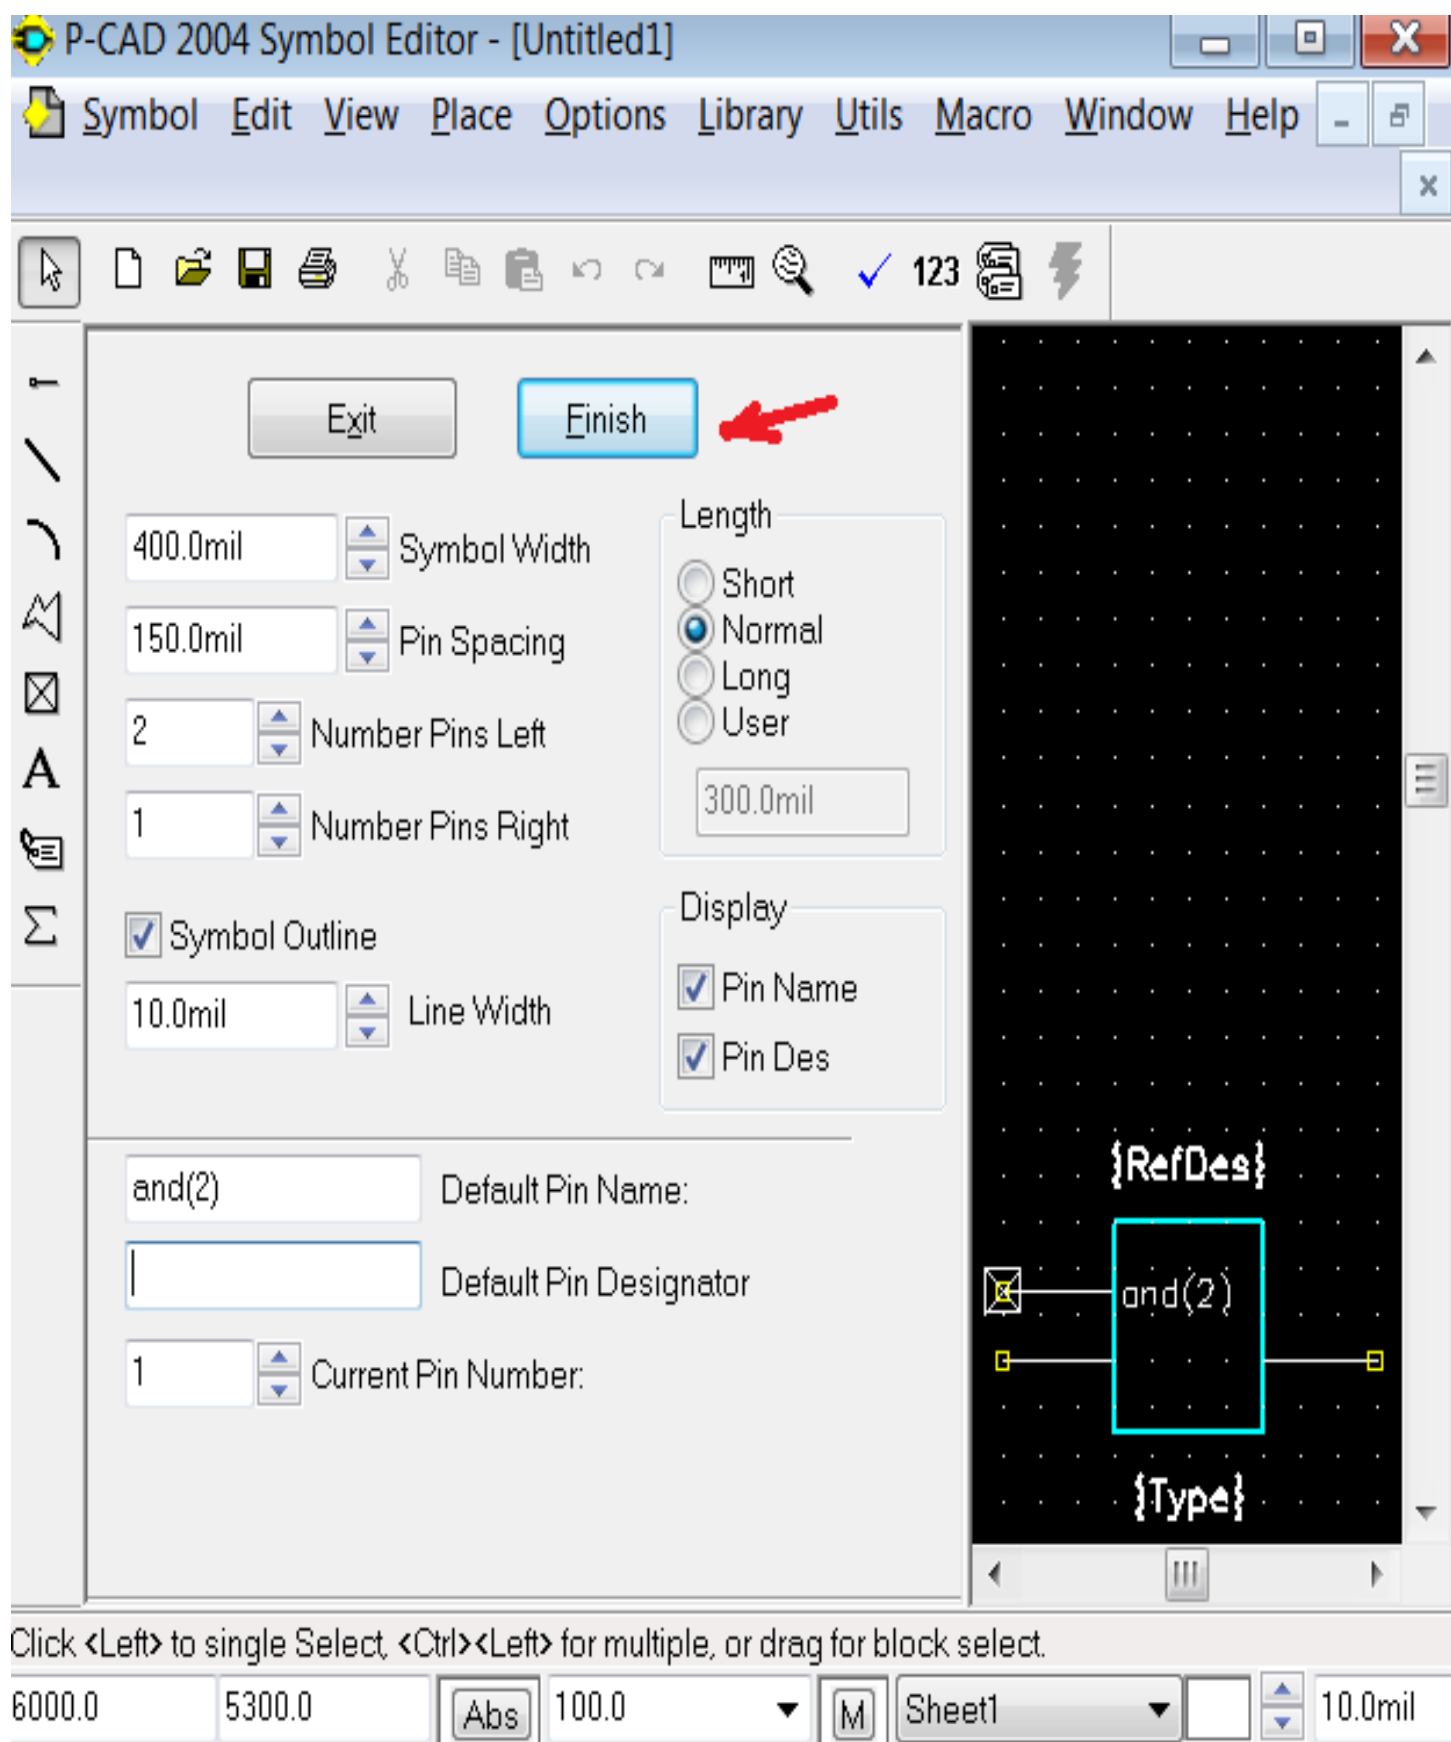 P-CAD 2004 Symbol Editor - [Untitled1]
Symbol Edit View Place Options Library Utils Macro Window Help
123
Exit Finish
400.0mil Symbol Width
150.0mil Pin Spacing
2 Number Pins Left
1 Number Pins Right
Symbol Outline
10.0mil Line Width
Length
Short
Normal
Long
User
300.0mil
Display
Pin Name
Pin Des
and(2) Default Pin Name:
Default Pin Designator
1 Current Pin Number:
{RefDes}
and(2)
{Type}
Click <Left> to single Select, <Ctrl><Left> for multiple, or drag for block select.
6000.0 5300.0 Abs 100.0 M Sheet1 10.0mil